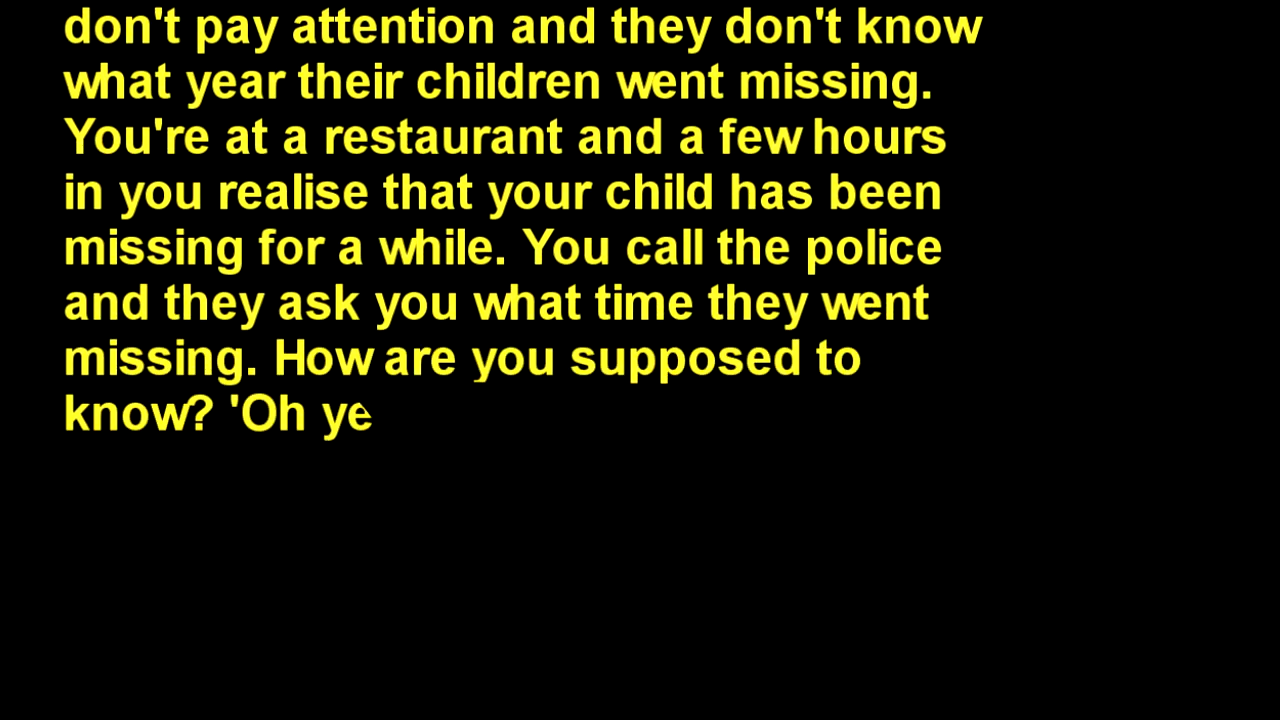 don't pay attention and they don't know
what year their children went missing.
You're at a restaurant and a few hours
in you realise that your child has been
missing for a while. You call the police
and they ask you what time they went
missing. How are you supposed to
know? 'Oh ye